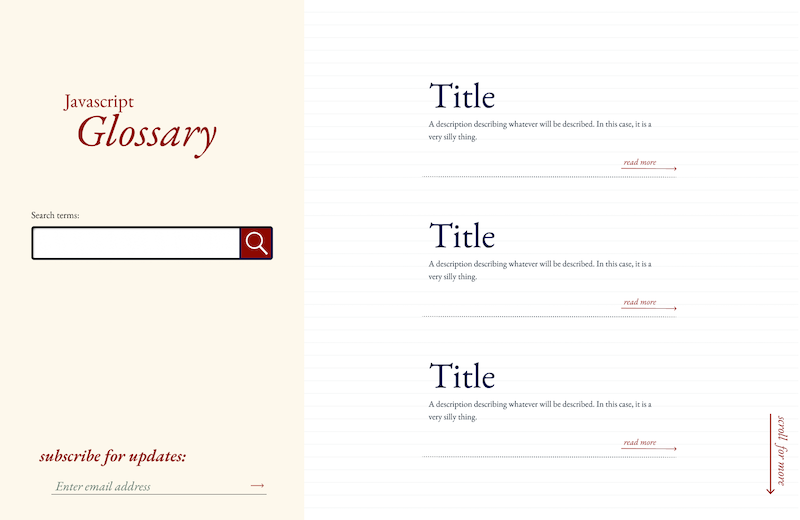 Javascript
Glossary
Search terms:
subscribe for updates:
Enter email address
Title
A description describing whatever will be described. In this case, it is a
very silly thing.
read more
Title
A description describing whatever will be described. In this case, it is a
very silly thing.
read more
Title
A description describing whatever will be described. In this case, it is a
very silly thing.
read more
scroll for more